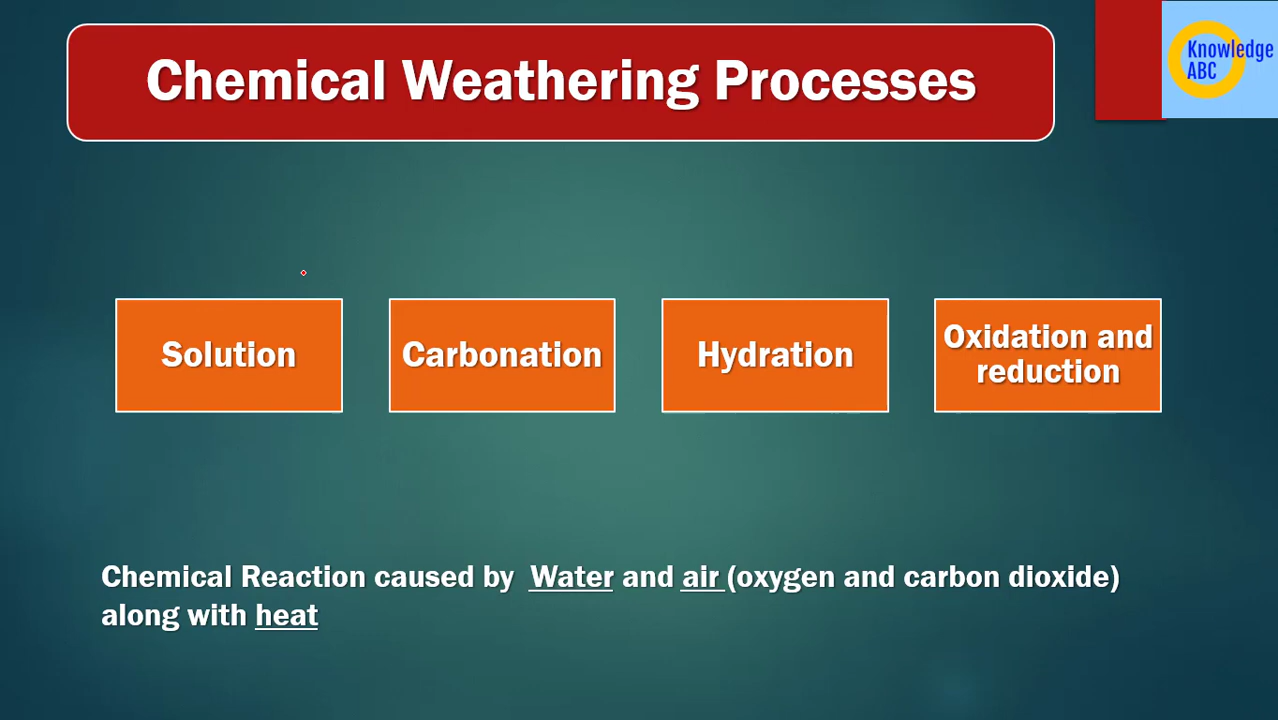 Chemical Weathering Processes
Knowledge
ABC
Solution
Carbonation
Hydration
Oxidation and
reduction
Chemical Reaction caused by Water and air (oxygen and carbon dioxide)
along with heat